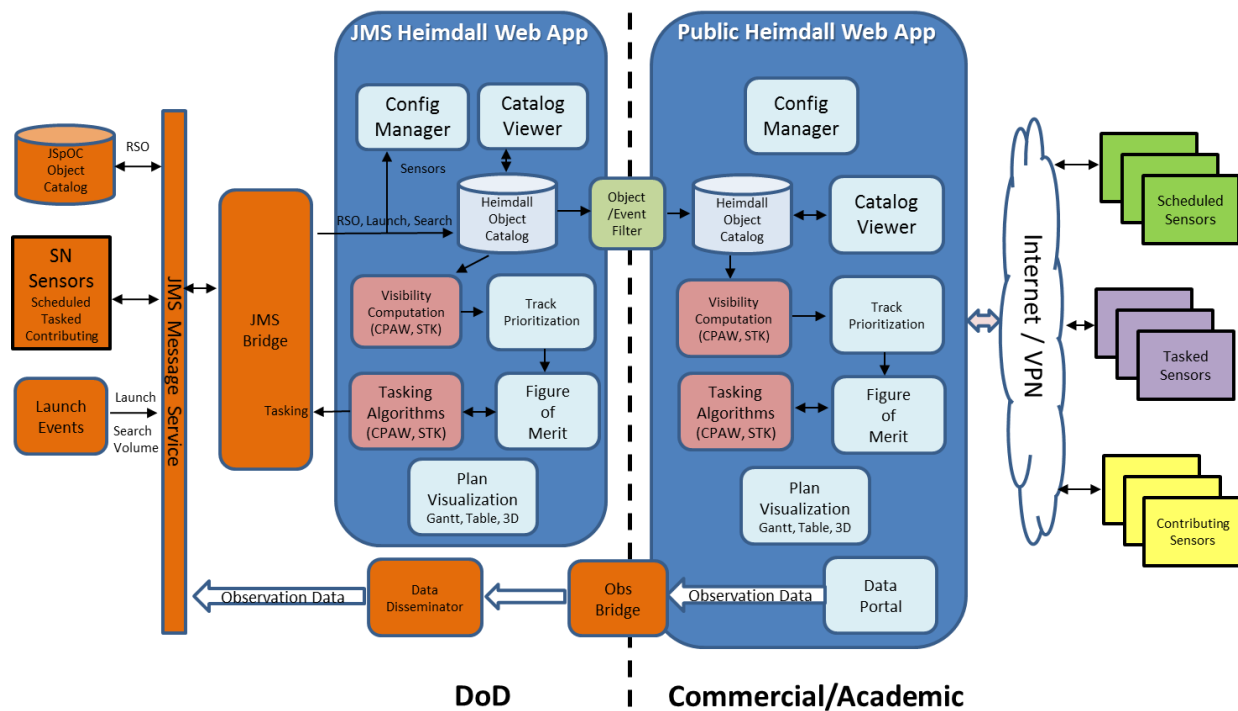 JMS Heimdall Web App
Public Heimdall Web App
Config
Manager
Catalog
Viewer
Config
Manager
JSpOC
Object
Catalog
RSO
Sensors
Heimdall
Object
Catalog
RSO, Launch, Search
Object
/Event
Filter
Heimdall
Object
Catalog
Catalog
Viewer
Scheduled
Sensors
SN
Sensors
Scheduled
Tasked
Contributing
JMS Message Service
JMS
Bridge
Visibility
Computation
(CPAW, STK)
Track
Prioritization
Visibility
Computation
(CPAW, STK)
Track
Prioritization
Internet / VPN
Tasked
Sensors
Launch
Events
Launch
Search
Volume
Tasking
Tasking
Algorithms
(CPAW, STK)
Figure
of
Merit
Tasking
Algorithms
(CPAW, STK)
Figure
of
Merit
Plan
Visualization
Gantt, Table, 3D
Plan
Visualization
Gantt, Table, 3D
Contributing
Sensors
Observation Data
Data
Disseminator
Obs
Bridge
Observation Data
Data
Portal
DoD
Commercial/Academic